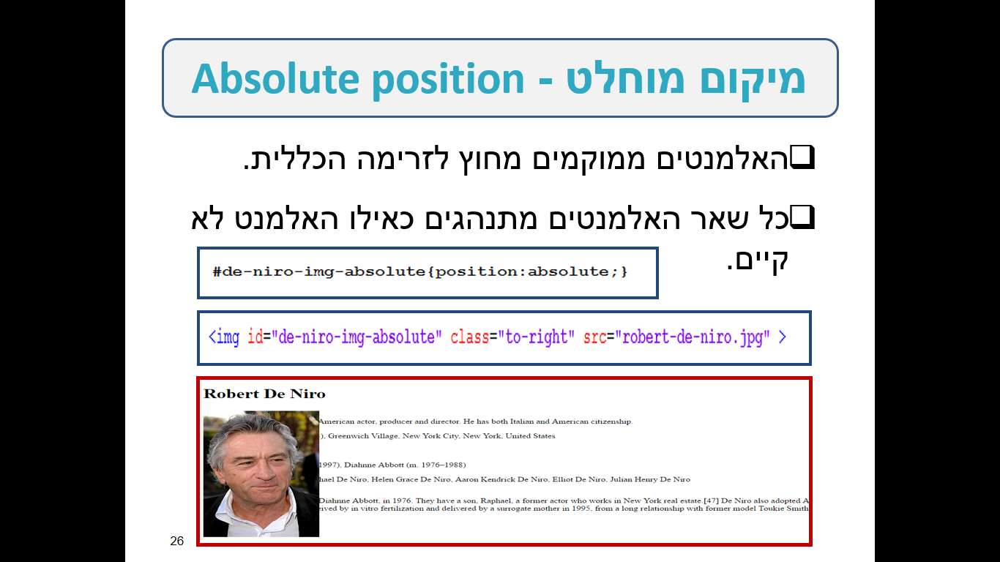 מיקום מוחלט - Absolute position
האלמנטים ממוקמים מחוץ לזרימה הכללית.
כל שאר האלמנטים מתנהגים כאילו האלמנט לא
קיים.
#de-niro-img-absolute{position:absolute;}
<img id="de-niro-img-absolute" class="to-right" src="robert-de-niro.jpg" >
Robert De Niro
American actor, producer and director. He has both Italian and American citizenship.
), Greenwich Village, New York City, New York, United States
1997), Diahnne Abbott (m. 1976–1988)
hael De Niro, Helen Grace De Niro, Aaron Kendrick De Niro, Elliot De Niro, Julian Henry De Niro
Diahnne Abbott, in 1976. They have a son, Raphael, a former actor who works in New York real estate.[47] De Niro also adopted A
eived by in vitro fertilization and delivered by a surrogate mother in 1995, from a long relationship with former model Toukie Smith
26